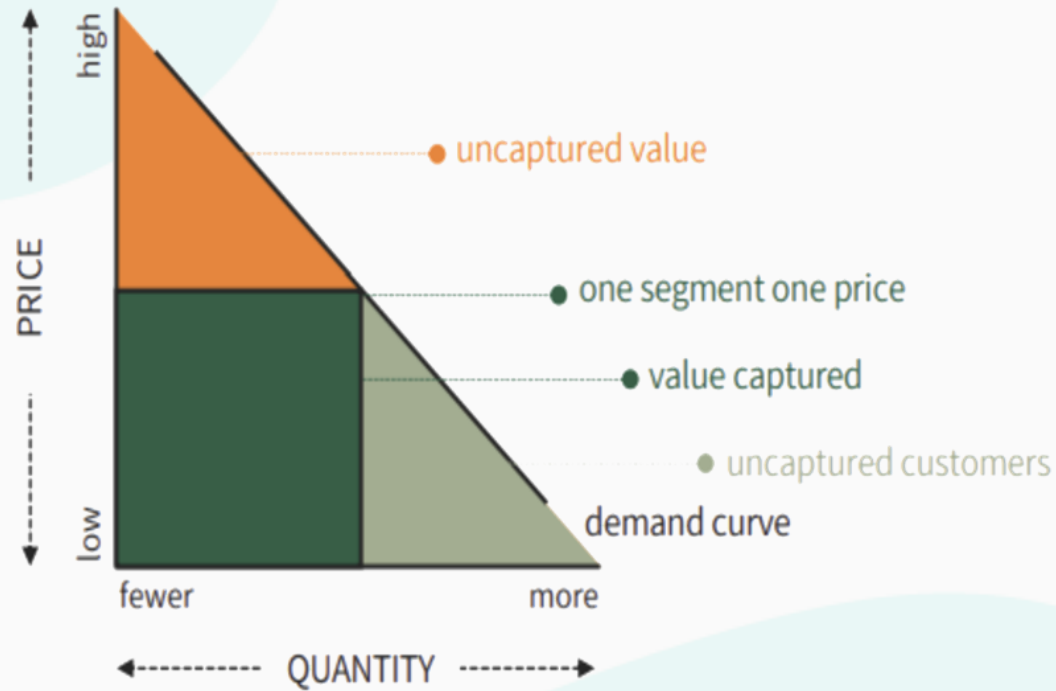 high
uncaptured value
PRICE
one segment one price
value captured
uncaptured customers
low
demand curve
fewer
more
QUANTITY